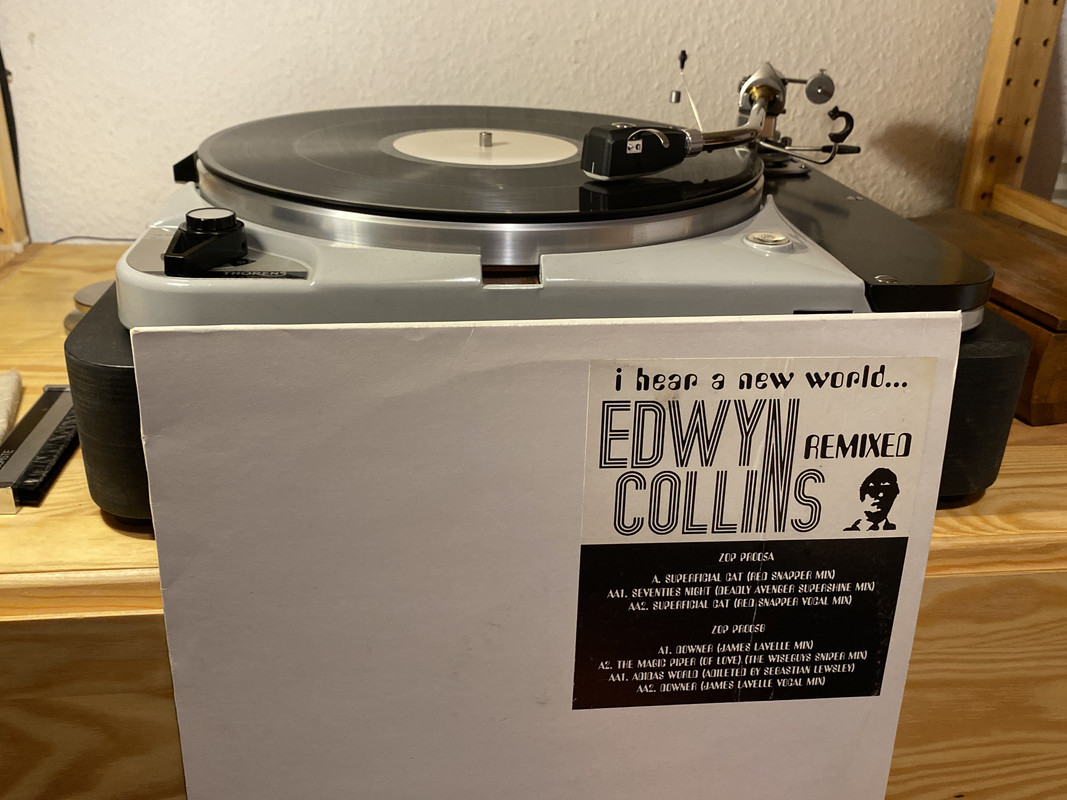 THORENS
i hear a new world...
EDWYN
REMIXED
COLLINS
ZOP PRO05A
A. SUPERFICIAL CAT (RED SNAPPER MIX)
AA1. SEVENTIES NIGHT (DEADLY AVENGER SUPERSHINE MIX)
AA2. SUPERFICIAL CAT (RED SNAPPER VOCAL MIX)
ZOP PRO05B
A1. DOWNER (JAMES LAVELLE MIX)
A2. THE MAGIC PIPER (OF LOVE) (THE WISEGUYS SNIPER MIX)
AA1. ADIDAS WORLD (ADILETED BY SEBASTIAN LEWSLEY)
AA2. DOWNER (JAMES LAVELLE VOCAL MIX)